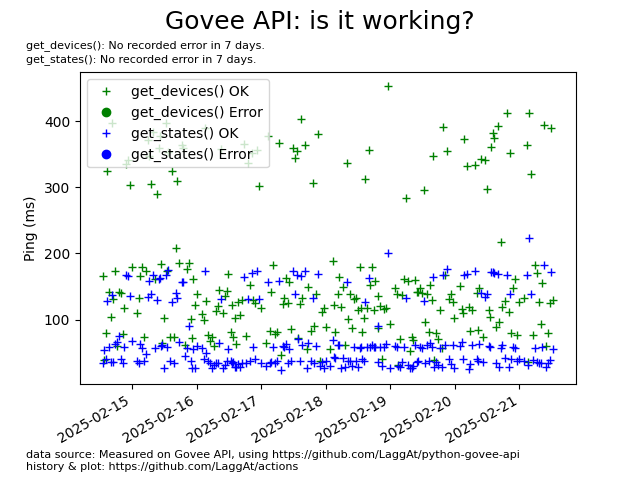 Govee API: is it working?
get_devices(): No recorded error in 7 days.
get_states(): No recorded error in 7 days.
get_devices() OK
get_devices() Error
get_states() OK
get_states() Error
Ping (ms)
400
300
200
100
2025-02-15
2025-02-16
2025-02-17
2025-02-18
2025-02-19
2025-02-20
2025-02-21
data source: Measured on Govee API, using https://github.com/LaggAt/python-govee-api
history & plot: https://github.com/LaggAt/actions